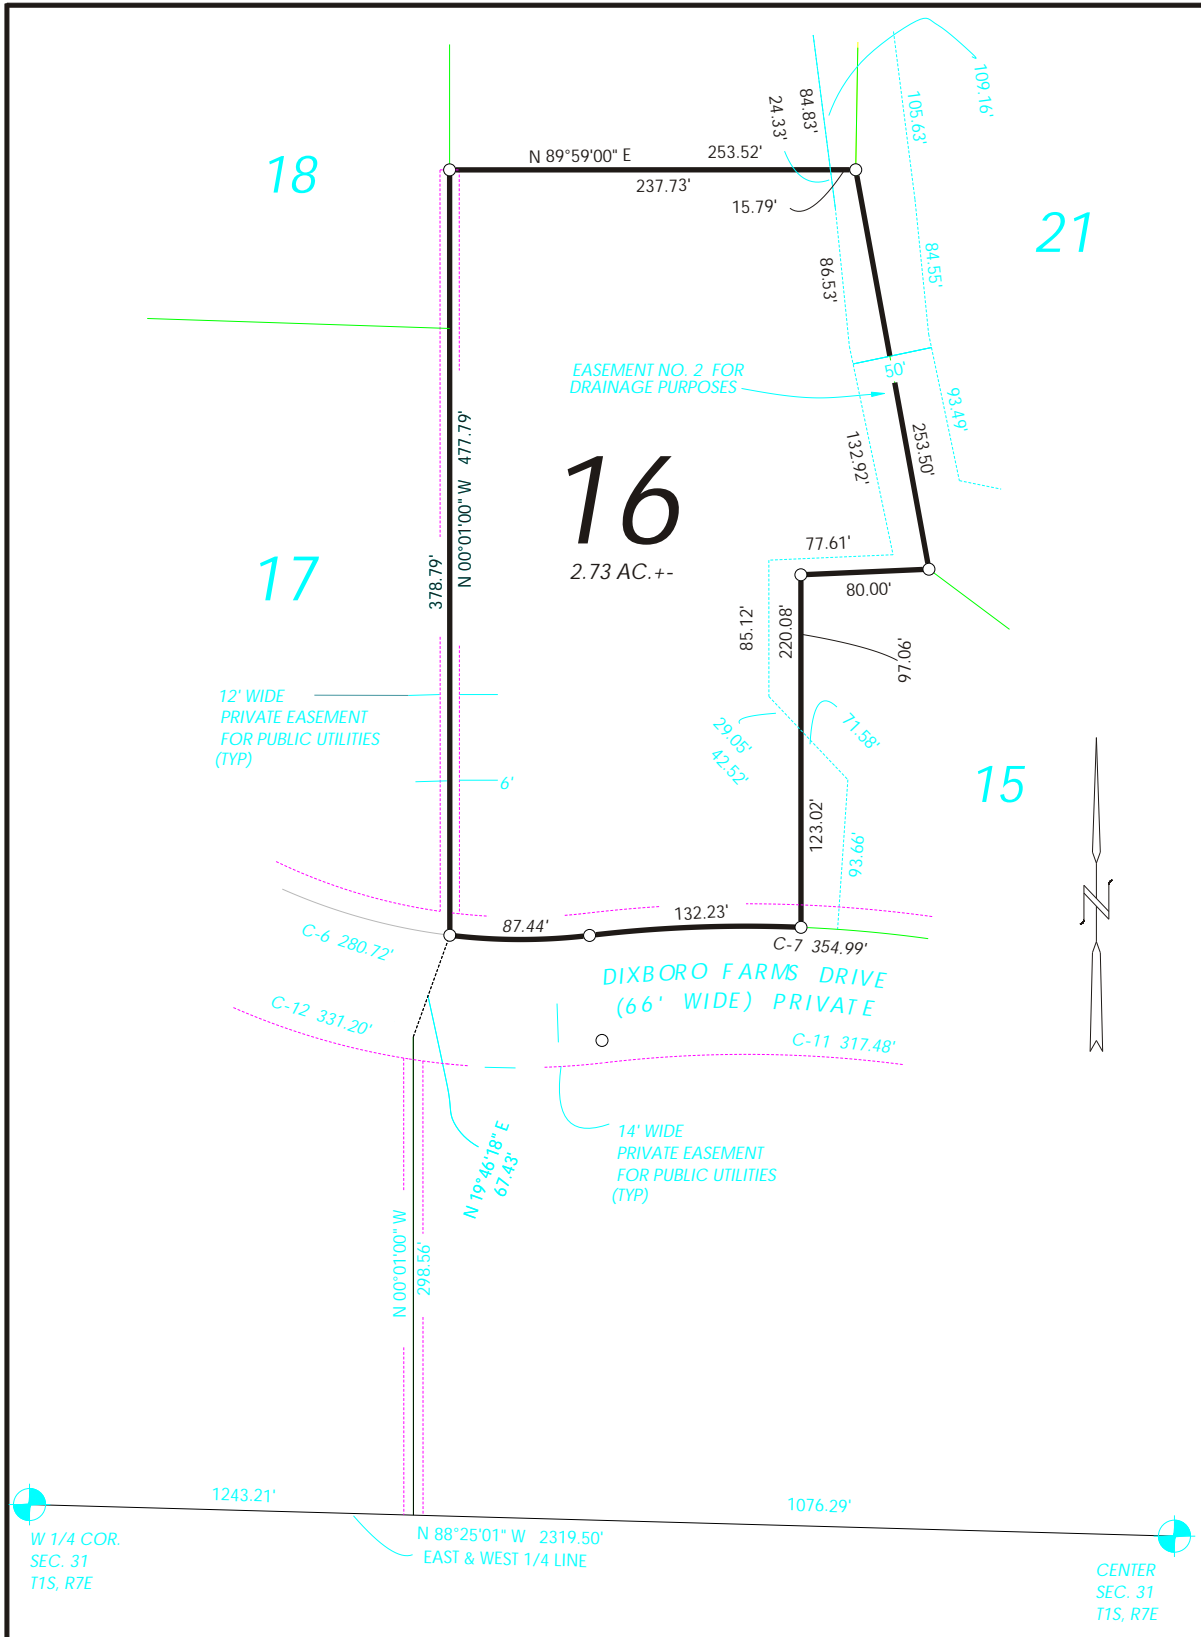 109.16'
105.63'
84.83'
24.33'
N 89°59'00" E
253.52'
237.73'
15.79'
18
21
86.53'
84.55'
EASEMENT NO. 2 FOR
DRAINAGE PURPOSES
50'
93.49'
253.50'
132.92'
N 00°01'00" W 477.79'
378.79'
16
2.73 AC.+-
17
77.61'
80.00'
85.12'
220.08'
97.06'
12' WIDE
PRIVATE EASEMENT
FOR PUBLIC UTILITIES
(TYP)
29.05'
42.52'
71.58'
6'
15
123.02'
93.66'
87.44'
132.23'
C-6 280.72'
C-7 354.99'
DIXBORO FARMS DRIVE
(66' WIDE) PRIVATE
C-12 331.20'
C-11 317.48'
N
N 19°46'18" E
67.43'
14' WIDE
PRIVATE EASEMENT
FOR PUBLIC UTILITIES
(TYP)
N 00°01'00" W
298.56'
1243.21'
1076.29'
N 88°25'01" W 2319.50'
EAST & WEST 1/4 LINE
W 1/4 COR.
SEC. 31
T1S, R7E
CENTER
SEC. 31
T1S, R7E